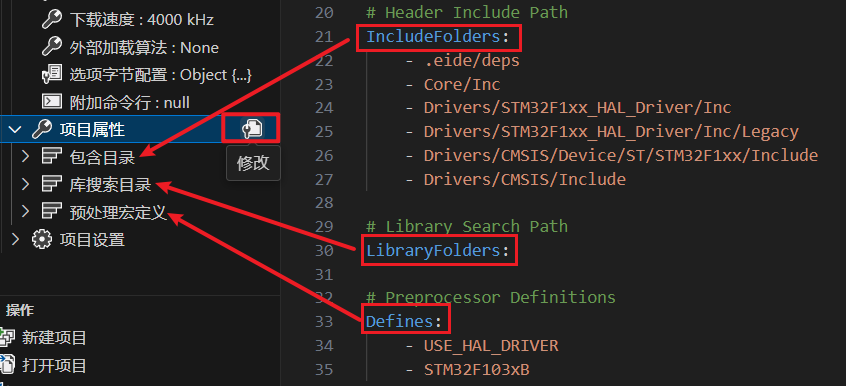 下载速度 : 4000 kHz
外部加载算法 : None
选项字节配置 : Object {...}
附加命令行 : null
项目属性
修改
包含目录
库搜索目录
预处理宏定义
项目设置
操作
新建项目
打开项目
20 # Header Include Path
21 IncludeFolders:
22 - .eide/deps
23 - Core/Inc
24 - Drivers/STM32F1xx_HAL_Driver/Inc
25 - Drivers/STM32F1xx_HAL_Driver/Inc/Legacy
26 - Drivers/CMSIS/Device/ST/STM32F1xx/Include
27 - Drivers/CMSIS/Include
28
29 # Library Search Path
30 LibraryFolders:
31
32 # Preprocessor Definitions
33 Defines:
34 - USE_HAL_DRIVER
35 - STM32F103xB